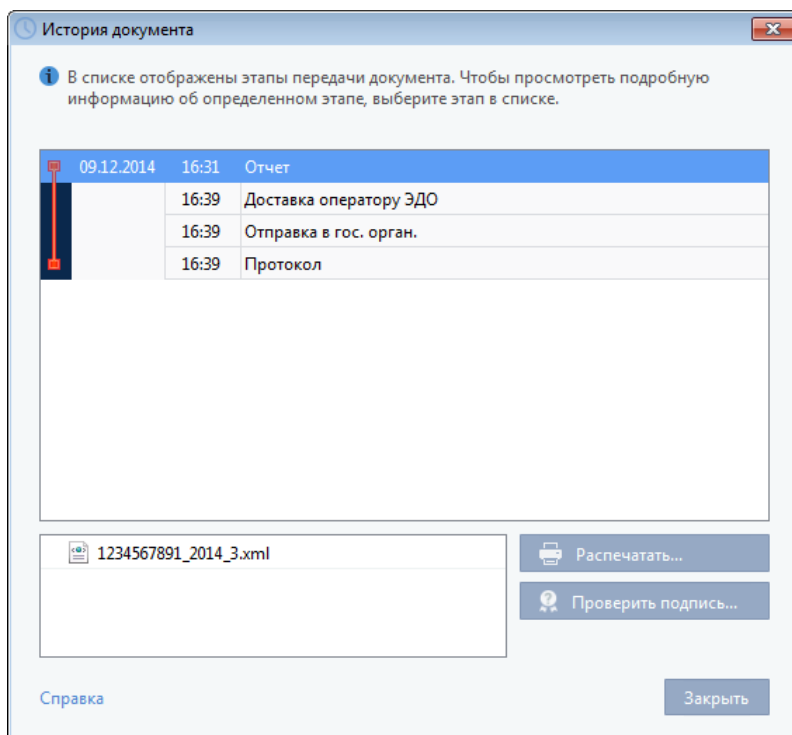 История документа
В списке отображены этапы передачи документа. Чтобы просмотреть подробную
информацию об определенном этапе, выберите этап в списке.
09.12.2014 16:31 Отчет
16:39 Доставка оператору ЭДО
16:39 Отправка в гос. орган.
16:39 Протокол
1234567891_2014_3.xml
Распечатать...
Проверить подпись...
Справка
Закрыть